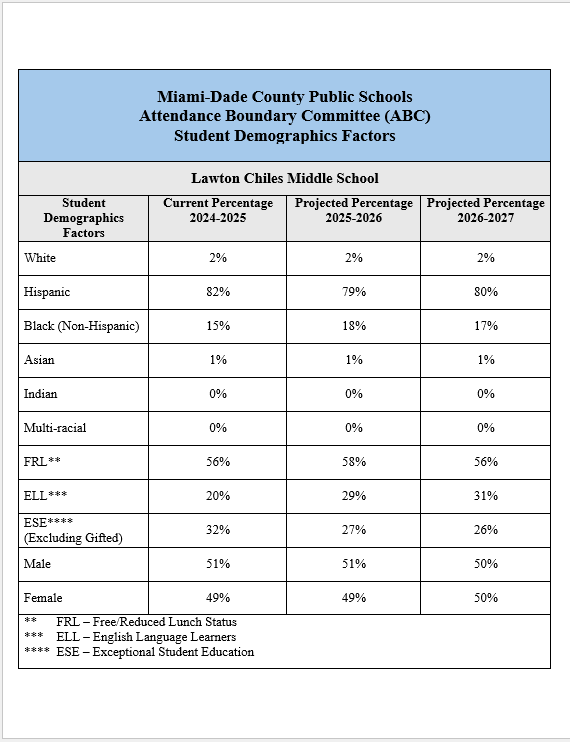 Miami-Dade County Public Schools
Attendance Boundary Committee (ABC)
Student Demographics Factors
Lawton Chiles Middle School
Student Demographics Factors | Current Percentage 2024-2025 | Projected Percentage 2025-2026 | Projected Percentage 2026-2027
White 2% 2% 2%
Hispanic 82% 79% 80%
Black (Non-Hispanic) 15% 18% 17%
Asian 1% 1% 1%
Indian 0% 0% 0%
Multi-racial 0% 0% 0%
FRL** 56% 58% 56%
ELL*** 20% 29% 31%
ESE**** (Excluding Gifted) 32% 27% 26%
Male 51% 51% 50%
Female 49% 49% 50%
** FRL – Free/Reduced Lunch Status
*** ELL – English Language Learners
**** ESE – Exceptional Student Education